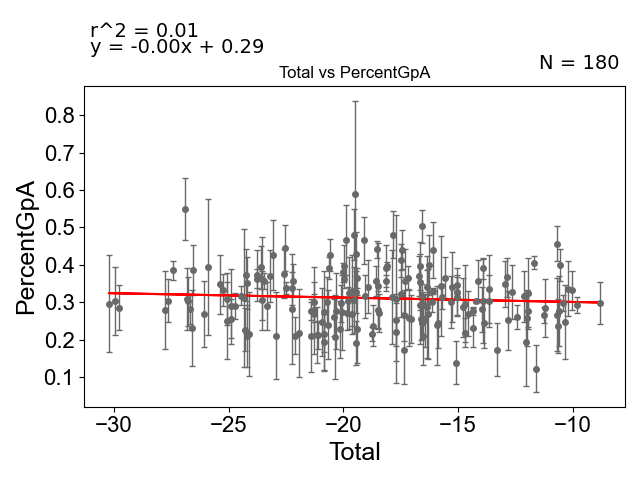 r^2 = 0.01
y = -0.00x + 0.29
N = 180
Total vs PercentGpA
PercentGpA
0.8
0.7
0.6
0.5
0.4
0.3
0.2
0.1
−30 −25 −20 −15 −10
Total